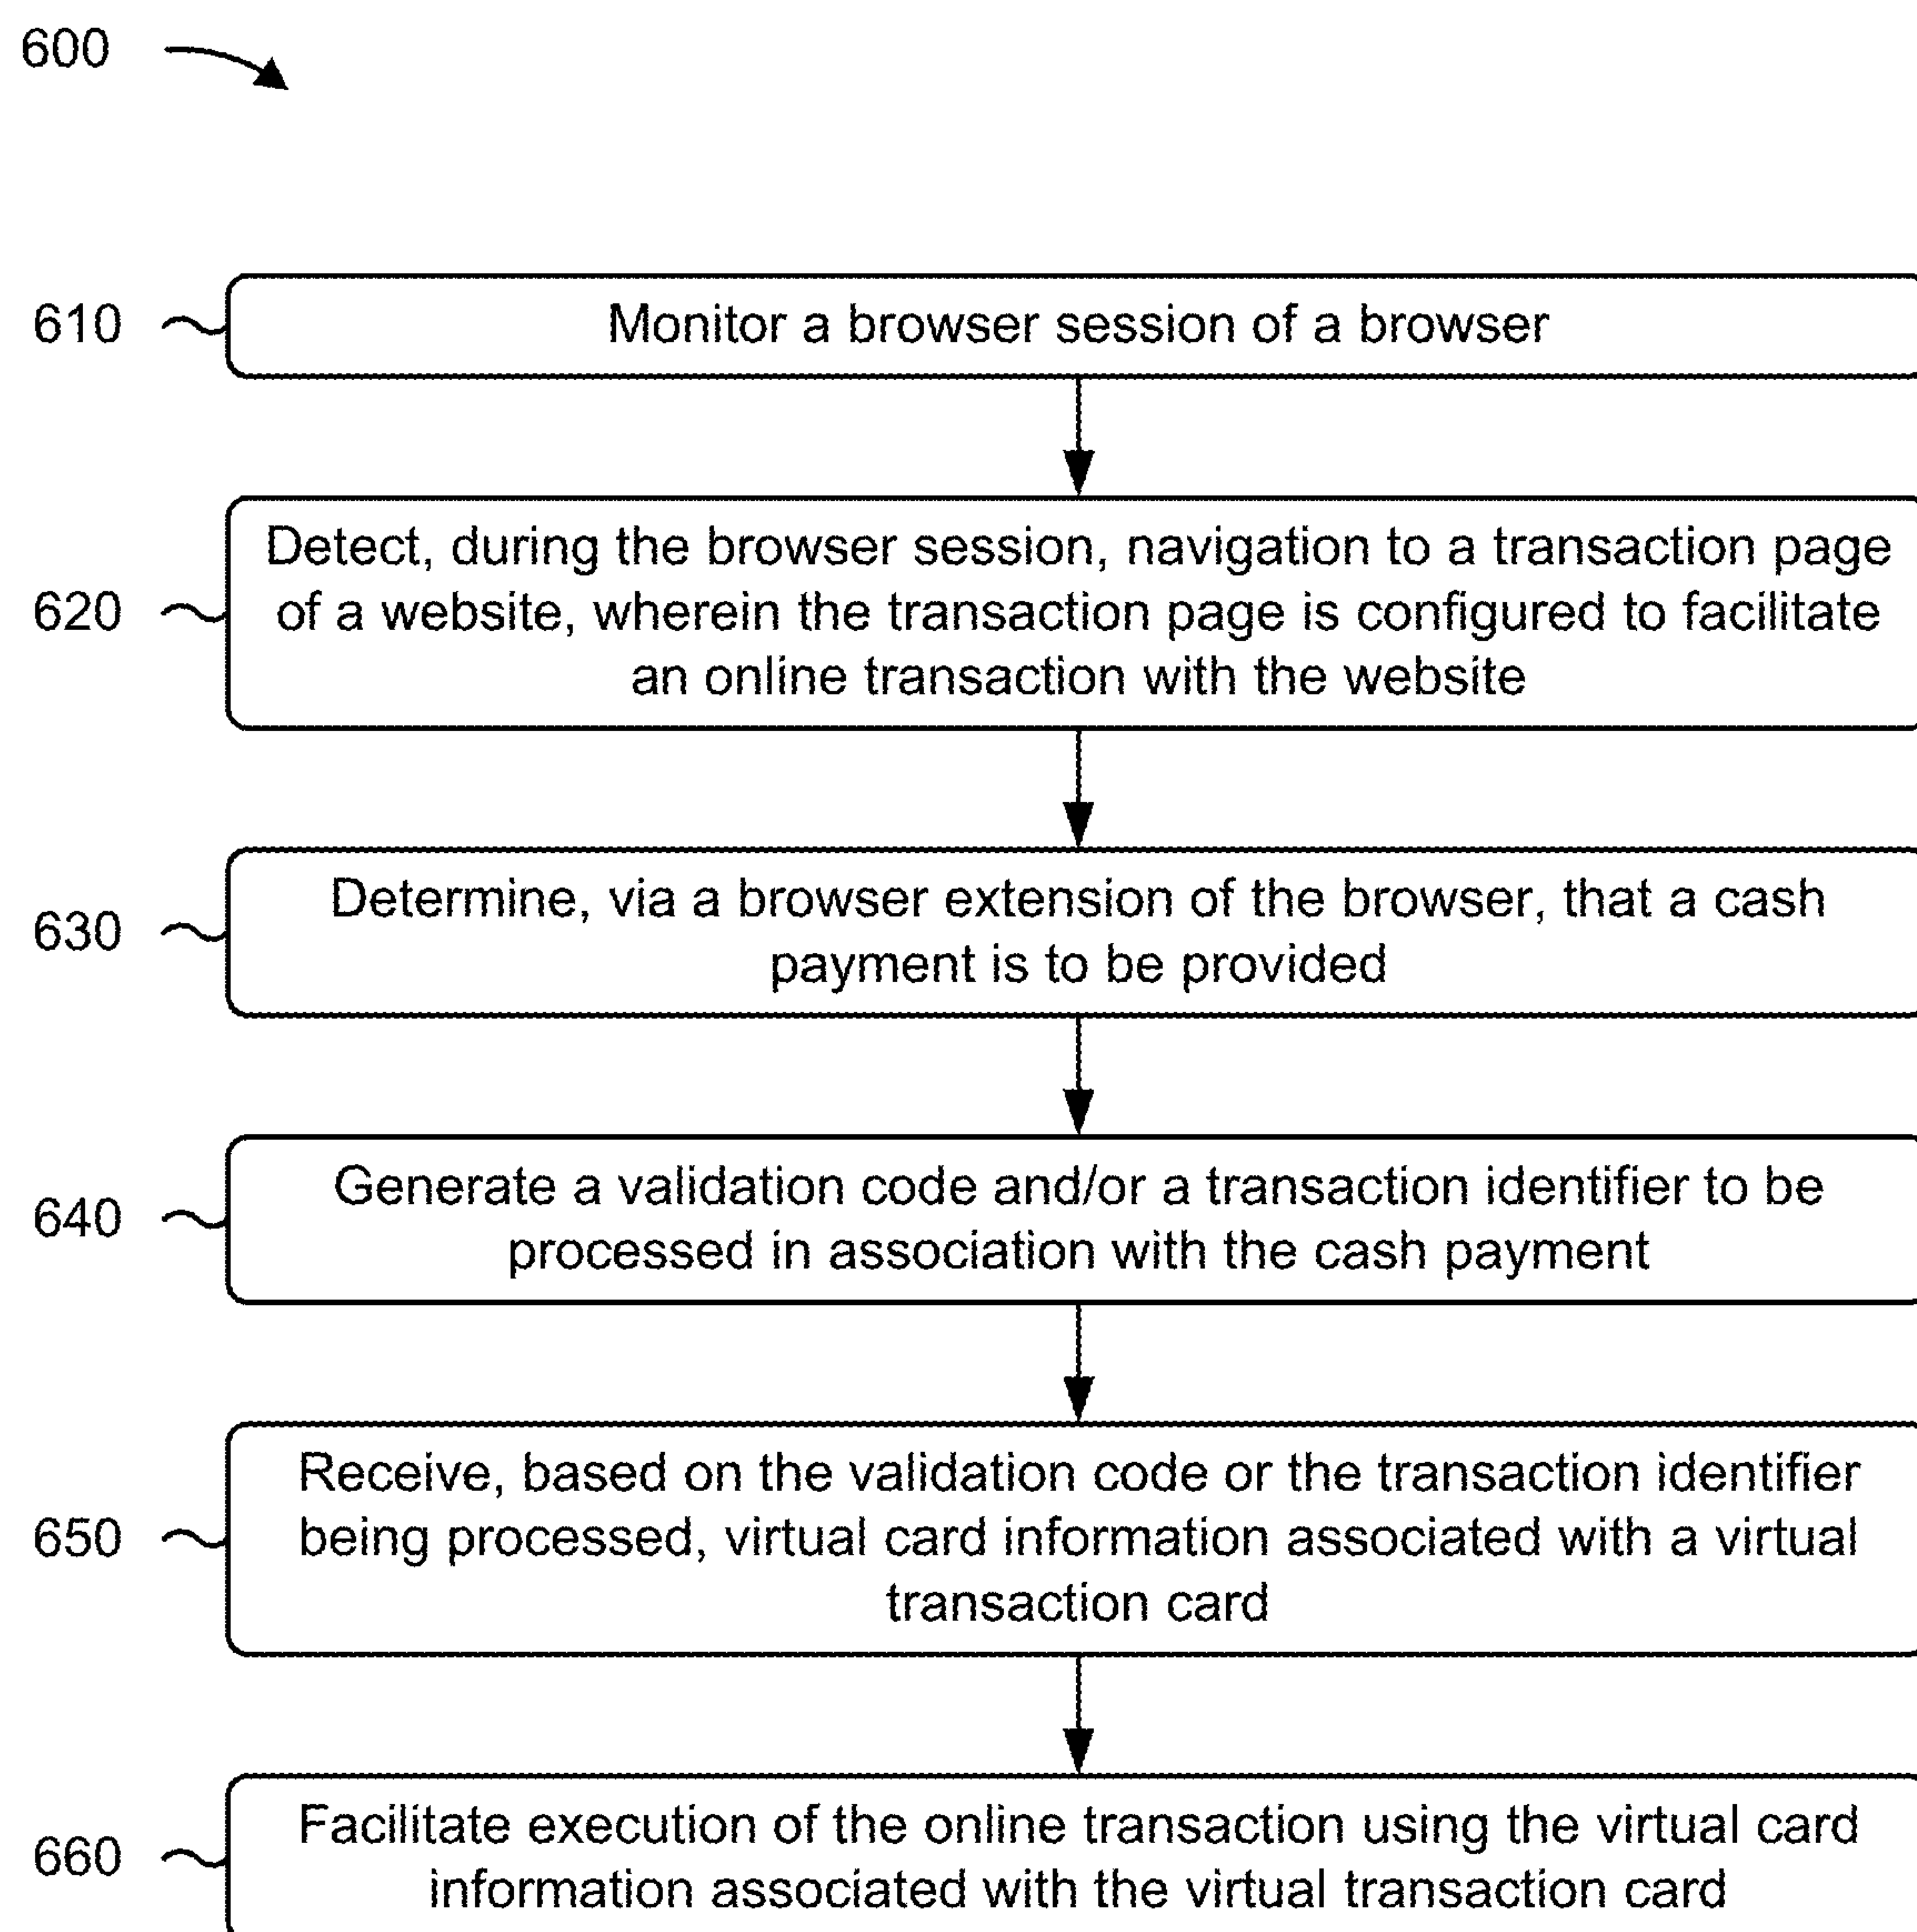 600
610
Monitor a browser session of a browser
620
Detect, during the browser session, navigation to a transaction page
of a website, wherein the transaction page is configured to facilitate
an online transaction with the website
630
Determine, via a browser extension of the browser, that a cash
payment is to be provided
640
Generate a validation code and/or a transaction identifier to be
processed in association with the cash payment
650
Receive, based on the validation code or the transaction identifier
being processed, virtual card information associated with a virtual
transaction card
660
Facilitate execution of the online transaction using the virtual card
information associated with the virtual transaction card